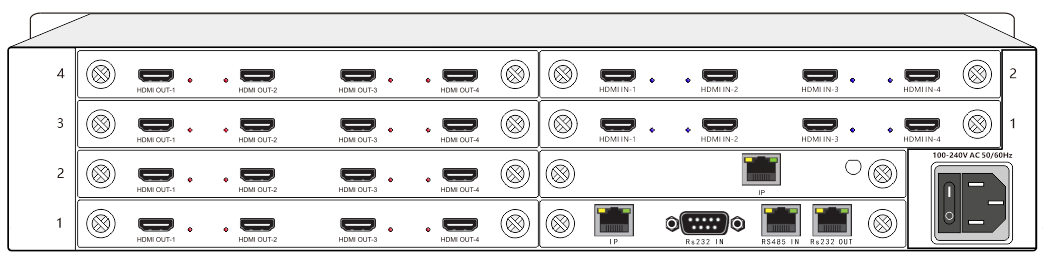 4 HDMI OUT-1 HDMI OUT-2 HDMI OUT-3 HDMI OUT-4 HDMI IN-1 HDMI IN-2 HDMI IN-3 HDMI IN-4 2
3 HDMI OUT-1 HDMI OUT-2 HDMI OUT-3 HDMI OUT-4 HDMI IN-1 HDMI IN-2 HDMI IN-3 HDMI IN-4 1
100-240V AC 50/60Hz
2 HDMI OUT-1 HDMI OUT-2 HDMI OUT-3 HDMI OUT-4 IP
1 HDMI OUT-1 HDMI OUT-2 HDMI OUT-3 HDMI OUT-4 IP Rs232 IN RS485 IN Rs232 OUT